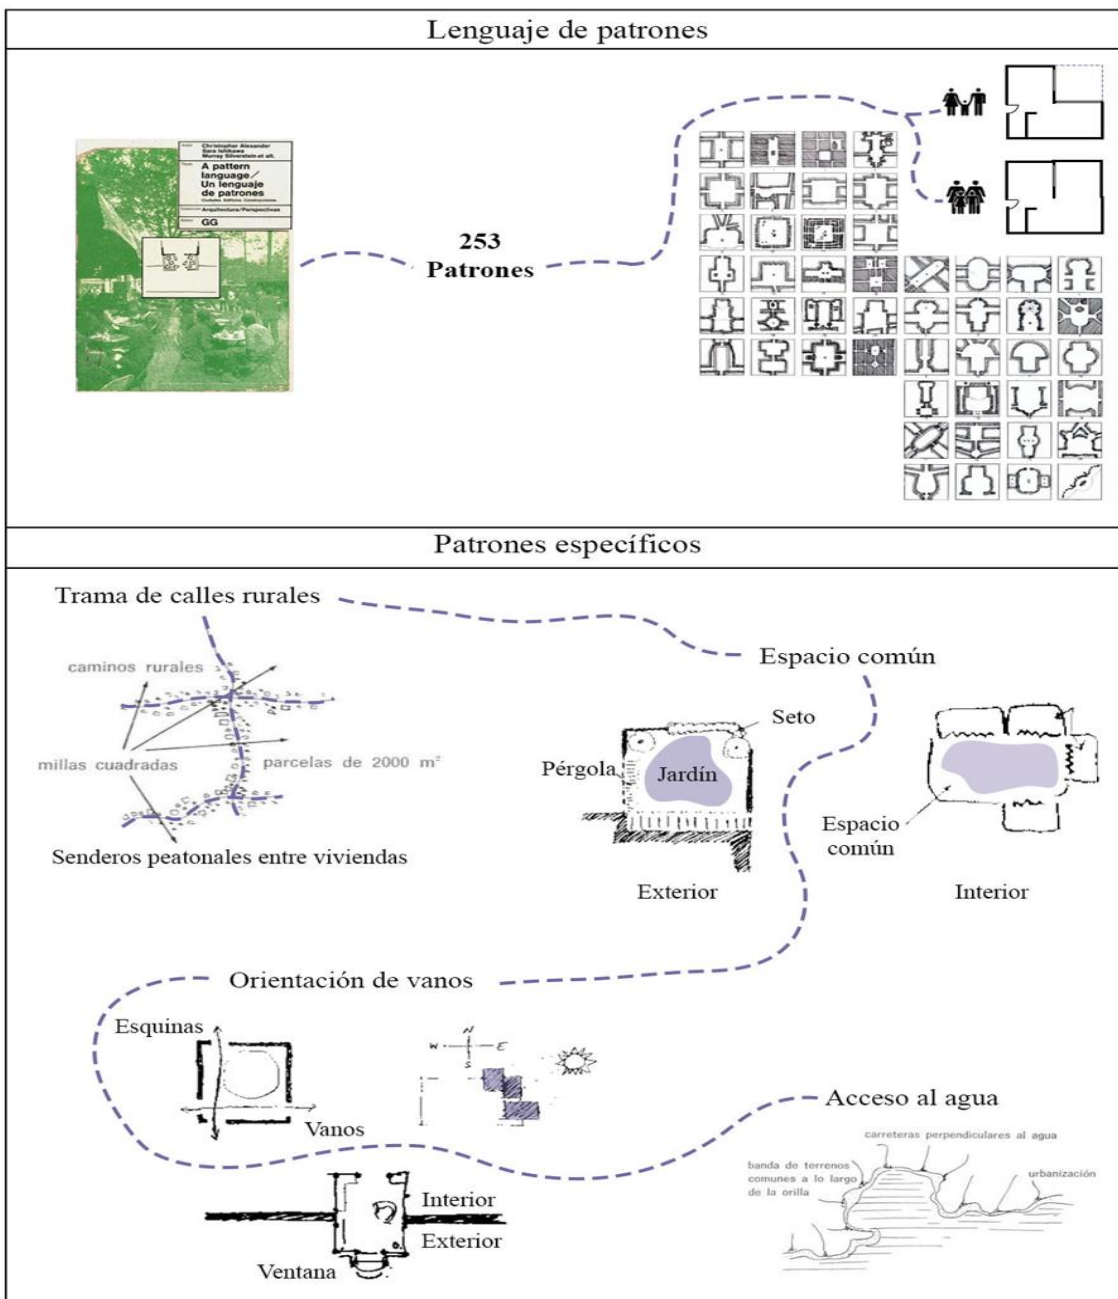 Lenguaje de patrones
Christopher Alexander
Sara Ishikawa
Murray Silverstein et alt.
A pattern
language/
Un lenguaje
de patrones
Ciudades. Edificios. Construcciones.
Arquitectura/Perspectivas
GG
253
Patrones
Patrones específicos
Trama de calles rurales
caminos rurales
millas cuadradas
parcelas de 2000 m²
Senderos peatonales entre viviendas
Espacio común
Seto
Pérgola
Jardín
Exterior
Espacio
común
Interior
Orientación de vanos
Esquinas
Vanos
N
W
E
S
Interior
Exterior
Ventana
Acceso al agua
carreteras perpendiculares al agua
banda de terrenos
comunes a lo largo
de la orilla
urbanización